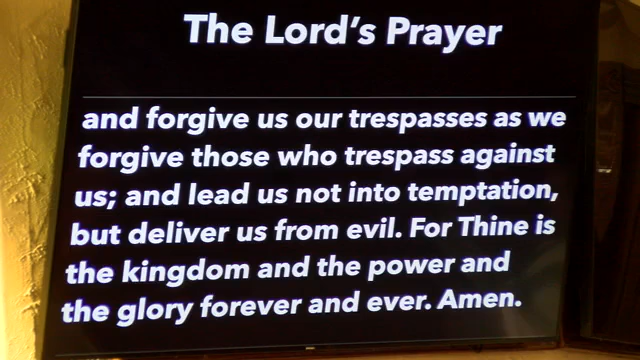 The Lord's Prayer
and forgive us our trespasses as we
forgive those who trespass against
us; and lead us not into temptation,
but deliver us from evil. For Thine is
the kingdom and the power and
the glory forever and ever. Amen.